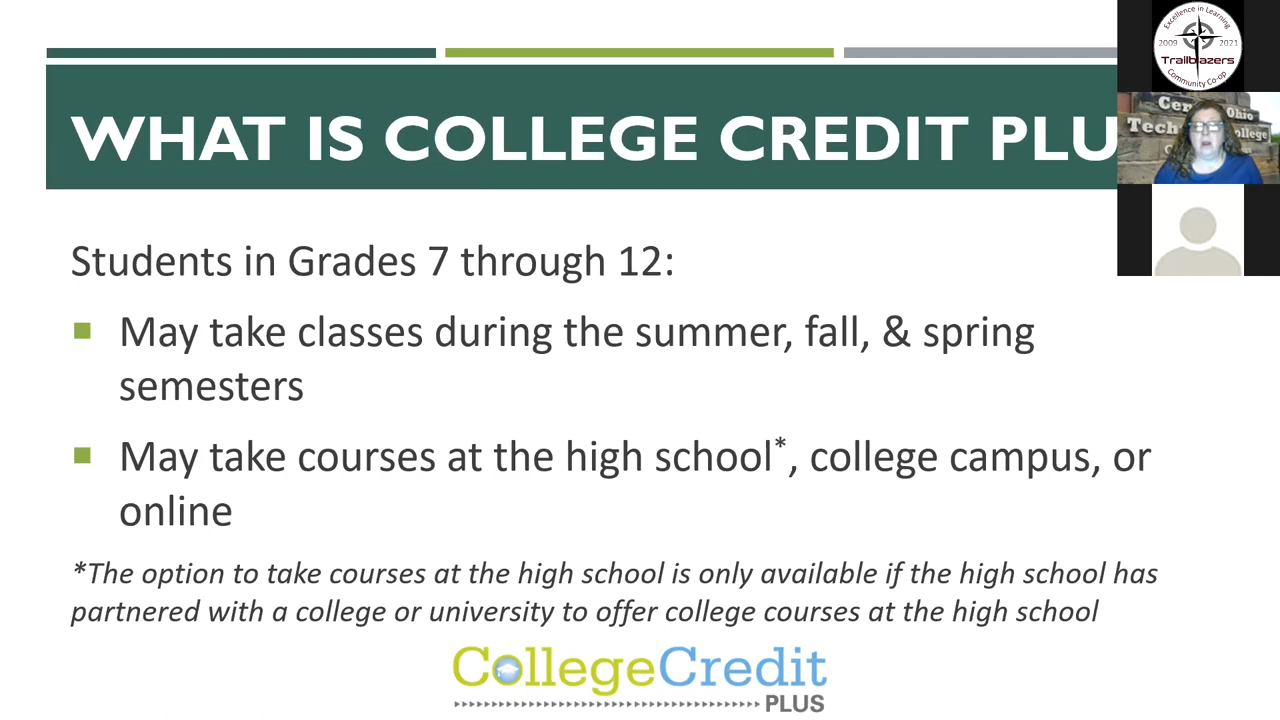 WHAT IS COLLEGE CREDIT PLU
Students in Grades 7 through 12:
May take classes during the summer, fall, & spring
semesters
May take courses at the high school*, college campus, or
online
*The option to take courses at the high school is only available if the high school has
partnered with a college or university to offer college courses at the high school
CollegeCredit
PLUS
Excellence in Learning
2009 2021
Trailblazers
Community Co-op
Ohio
Tech
College